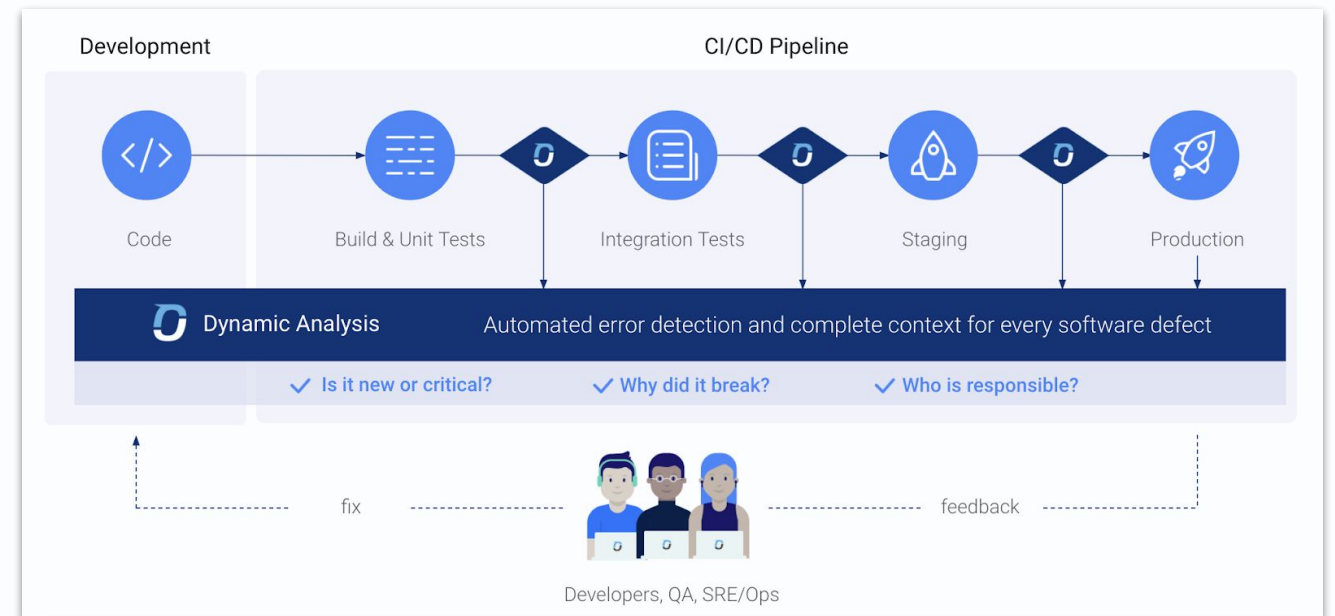 Development
CI/CD Pipeline
Code
Build & Unit Tests
Integration Tests
Staging
Production
Dynamic Analysis
Automated error detection and complete context for every software defect
Is it new or critical?
Why did it break?
Who is responsible?
fix
feedback
Developers, QA, SRE/Ops